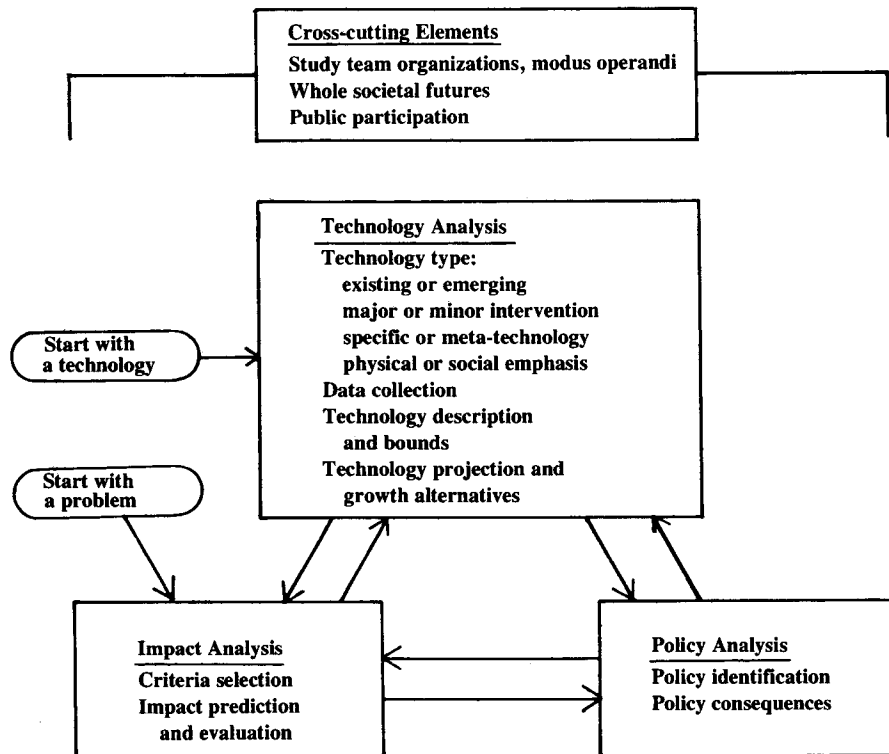 Cross-cutting Elements
Study team organizations, modus operandi
Whole societal futures
Public participation
Technology Analysis
Technology type:
existing or emerging
major or minor intervention
specific or meta-technology
physical or social emphasis
Data collection
Technology description
and bounds
Technology projection and
growth alternatives
Start with
a technology
Start with
a problem
Impact Analysis
Criteria selection
Impact prediction
and evaluation
Policy Analysis
Policy identification
Policy consequences